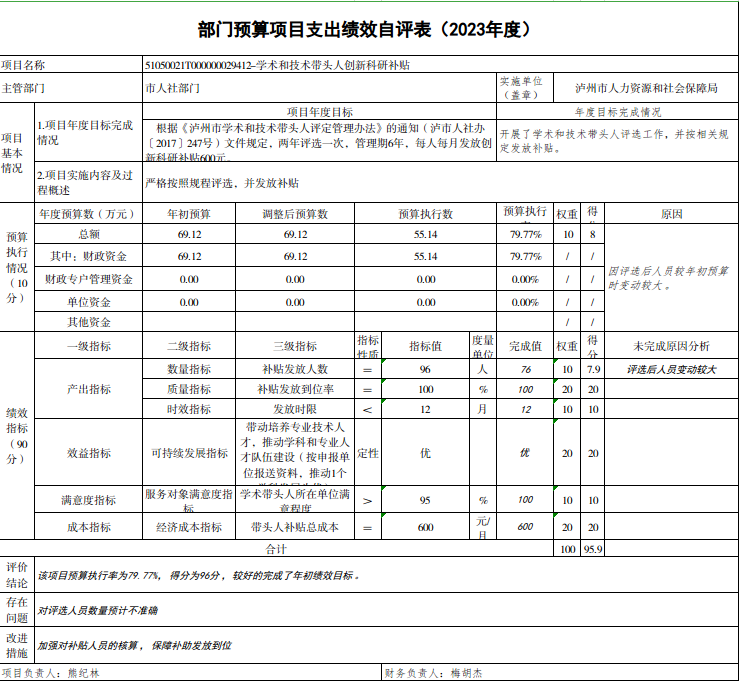 部门预算项目支出绩效自评表（2023年度）
项目名称 51050021T000000029412-学术和技术带头人创新科研补贴
主管部门 市人社部门 实施单位（盖章） 泸州市人力资源和社会保障局
项目基本情况
1.项目年度目标完成情况
项目年度目标 年度目标完成情况
根据《泸州市学术和技术带头人评定管理办法》的通知（泸市人社办
〔2017〕247号）文件规定，两年评选一次，管理期6年，每人每月发放创
新科研补贴600元。
开展了学术和技术带头人评选工作，并按相关规
定发放补贴。
2.项目实施内容及过程概述 严格按照规程评选，并发放补贴
预算执行情况（10分）
年度预算数（万元） 年初预算 调整后预算数 预算执行数 预算执行 权重 得 原因
总额 69.12 69.12 55.14 79.77% 10 8
因评选后人员较年初预算
时变动较大。
其中：财政资金 69.12 69.12 55.14 79.77% / /
财政专户管理资金 0.00 0.00 0.00 0.00% / /
单位资金 0.00 0.00 0.00 0.00% / /
其他资金 / /
绩效指标（90分）
一级指标 二级指标 三级指标 指标性质 指标值 度量单位 完成值 权重 得分 未完成原因分析
产出指标
数量指标 补贴发放人数 ＝ 96 人 76 10 7.9 评选后人员变动较大
质量指标 补贴发放到位率 ＝ 100 % 100 20 20
时效指标 发放时限 ＜ 12 月 12 10 10
效益指标 可持续发展指标
带动培养专业技术人
才，推动学科和专业人
才队伍建设（按申报单
位报送资料，推动1个
定性 优 优 20 20
满意度指标 服务对象满意度指标 学术带头人所在单位满意程度 ＞ 95 % 100 10 10
成本指标 经济成本指标 带头人补贴总成本 ＝ 600 元/月 600 20 20
合计 100 95.9
评价结论 该项目预算执行率为79.77%，得分为96分，较好的完成了年初绩效目标。
存在问题 对评选人员数量预计不准确
改进措施 加强对补贴人员的核算，保障补助发放到位
项目负责人：熊纪林 财务负责人：梅胡杰